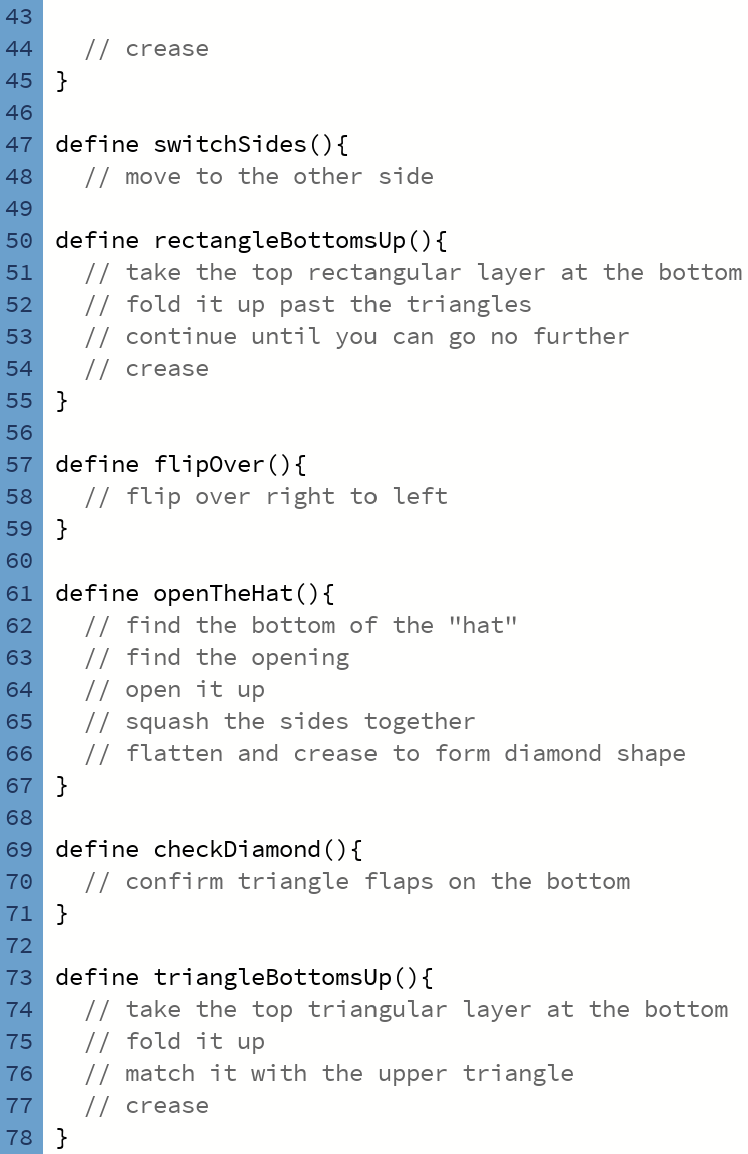 43
44   // crease
45 }
46
47 define switchSides(){
48   // move to the other side
49
50 define rectangleBottomsUp(){
51   // take the top rectangular layer at the bottom
52   // fold it up past the triangles
53   // continue until you can go no further
54   // crease
55 }
56
57 define flipOver(){
58   // flip over right to left
59 }
60
61 define openTheHat(){
62   // find the bottom of the "hat"
63   // find the opening
64   // open it up
65   // squash the sides together
66   // flatten and crease to form diamond shape
67 }
68
69 define checkDiamond(){
70   // confirm triangle flaps on the bottom
71 }
72
73 define triangleBottomsUp(){
74   // take the top triangular layer at the bottom
75   // fold it up
76   // match it with the upper triangle
77   // crease
78 }